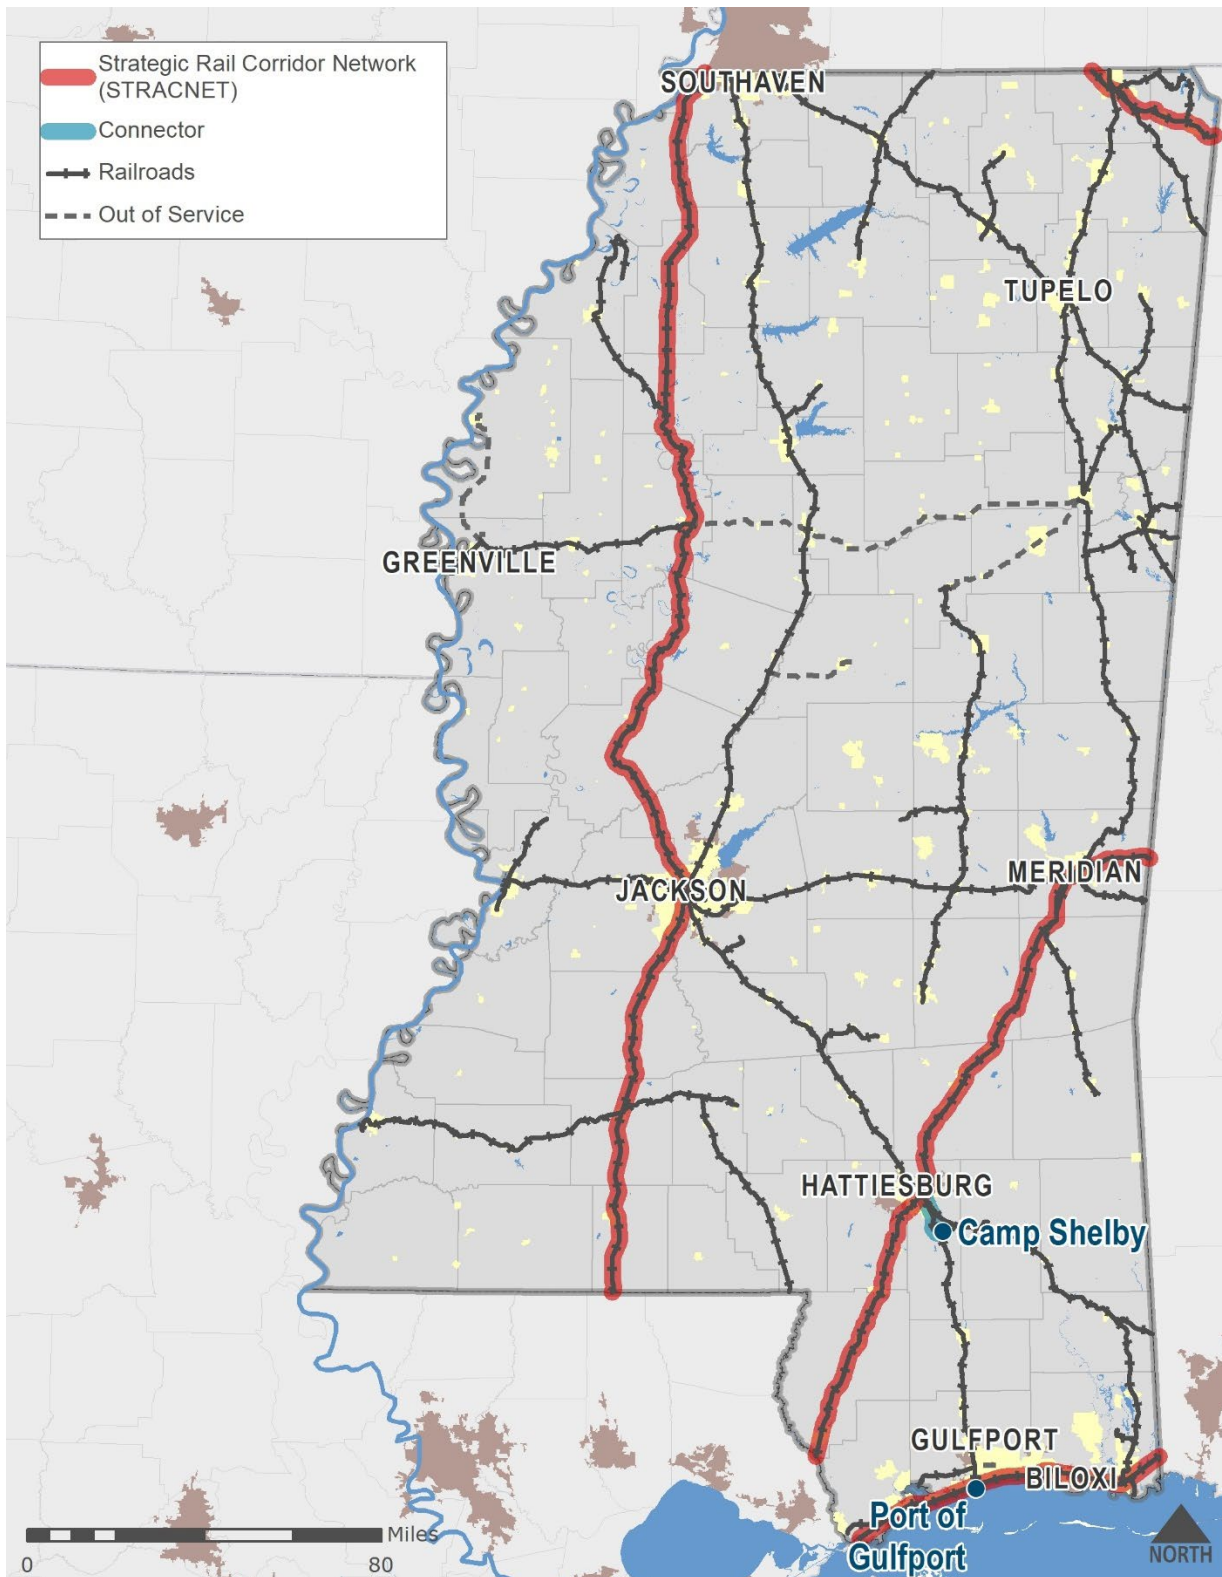 Strategic Rail Corridor Network
(STRACNET)
Connector
Railroads
Out of Service
SOUTHAVEN
TUPELO
GREENVILLE
MERIDIAN
JACKSON
HATTIESBURG
Camp Shelby
GULFPORT
BILOXI
Port of
Gulfport
Miles
0 80
NORTH